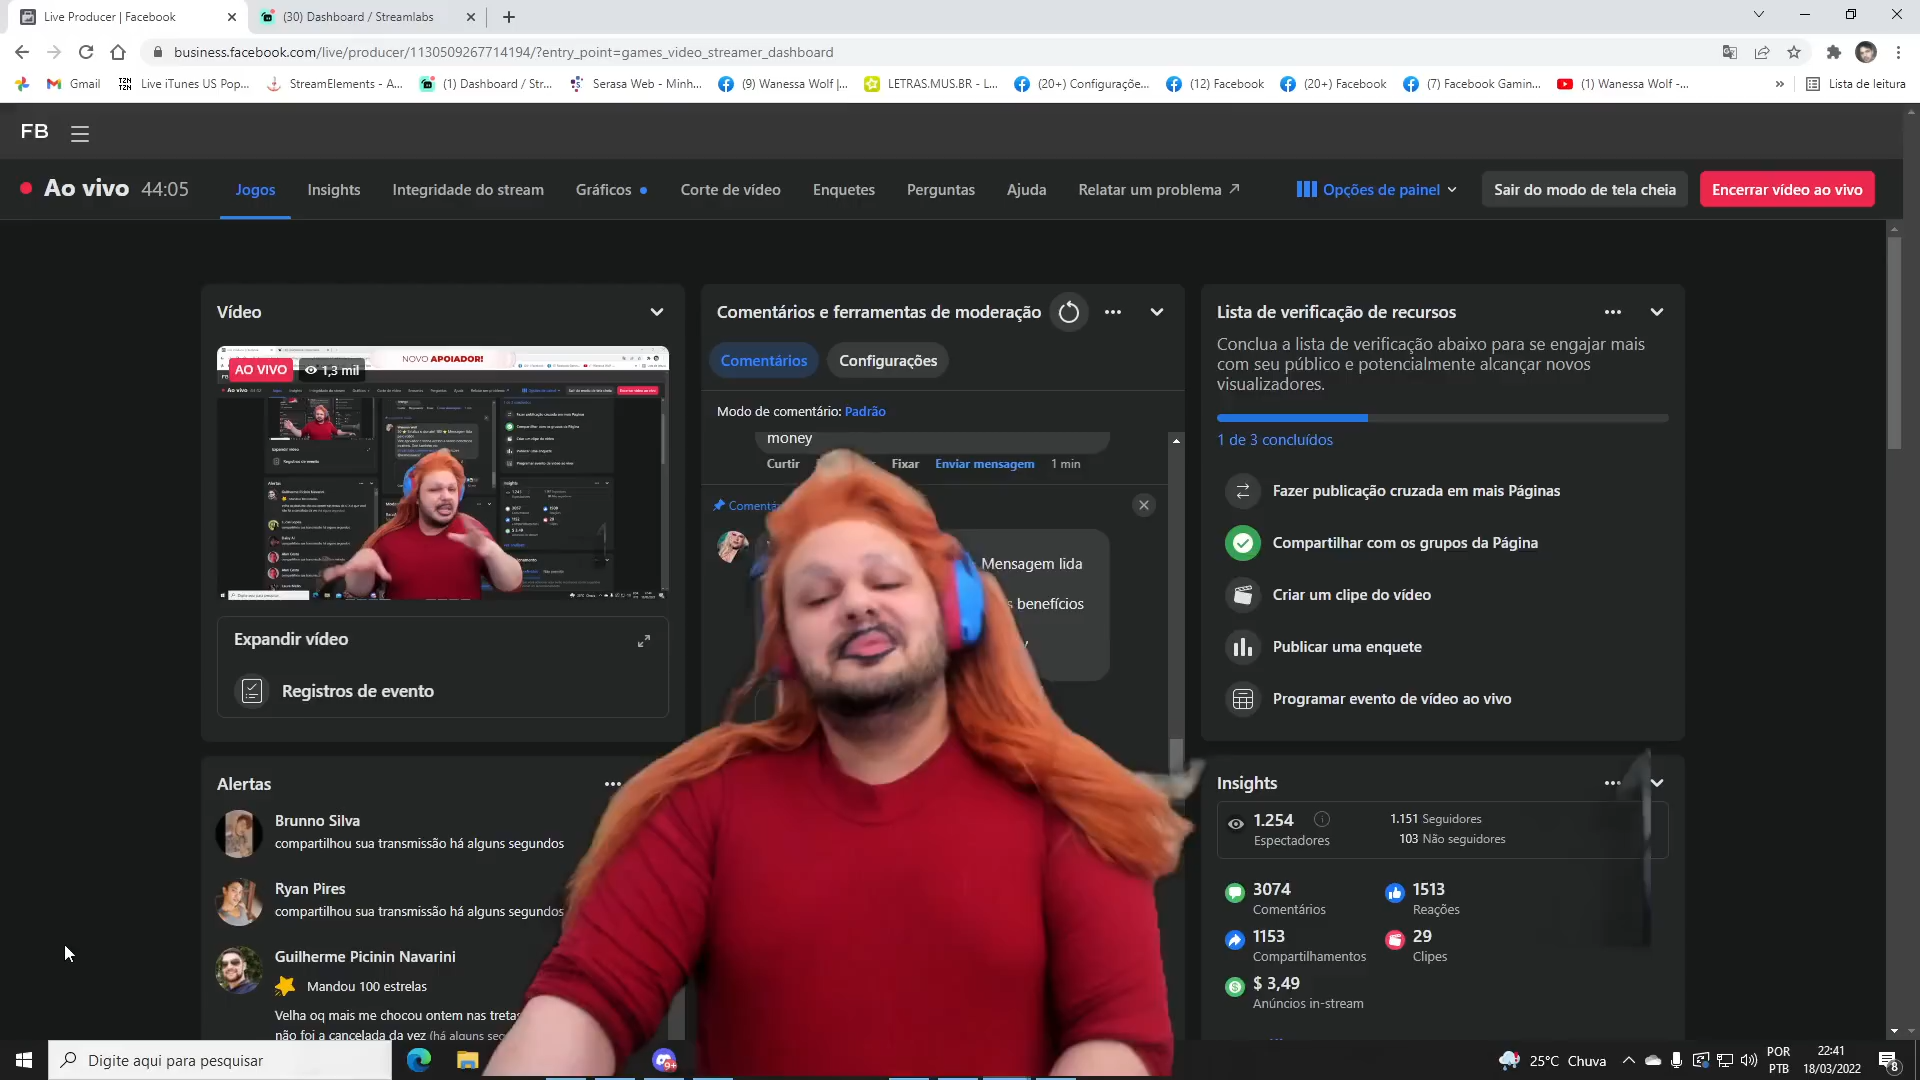 Live Producer | Facebook
(30) Dashboard / Streamlabs
business.facebook.com/live/producer/1130509267714194/?entry_point=games_video_streamer_dashboard
Gmail
Live iTunes US Pop...
StreamElements - A...
(1) Dashboard / Str...
Serasa Web - Minh...
(9) Wanessa Wolf |...
LETRAS.MUS.BR - L...
(20+) Configuraçõe...
(12) Facebook
(20+) Facebook
(7) Facebook Gamin...
(1) Wanessa Wolf -...
»
Lista de leitura
FB
Ao vivo 44:05
Jogos
Insights
Integridade do stream
Gráficos
Corte de vídeo
Enquetes
Perguntas
Ajuda
Relatar um problema
Opções de painel
Sair do modo de tela cheia
Encerrar vídeo ao vivo
Vídeo
NOVO APOIADOR!
AO VIVO
1,3 mil
Expandir vídeo
Registros de evento
Alertas
Brunno Silva
compartilhou sua transmissão há alguns segundos
Ryan Pires
compartilhou sua transmissão há alguns segundos
Guilherme Picinin Navarini
Mandou 100 estrelas
Velha oq mais me chocou ontem nas tretas
não foi a cancelada da vez (há alguns seg
Comentários e ferramentas de moderação
Comentários
Configurações
Modo de comentário: Padrão
money
Curtir
Fixar
Enviar mensagem
1 min
Comentár
Mensagem lida
benefícios
Lista de verificação de recursos
Conclua a lista de verificação abaixo para se engajar mais
com seu público e potencialmente alcançar novos
visualizadores.
1 de 3 concluídos
Fazer publicação cruzada em mais Páginas
Compartilhar com os grupos da Página
Criar um clipe do vídeo
Publicar uma enquete
Programar evento de vídeo ao vivo
Insights
1.254
Espectadores
1.151 Seguidores
103 Não seguidores
3074
Comentários
1513
Reações
1153
Compartilhamentos
29
Clipes
$ 3,49
Anúncios in-stream
Digite aqui para pesquisar
9+
25°C Chuva
POR
PTB
22:41
18/03/2022
8